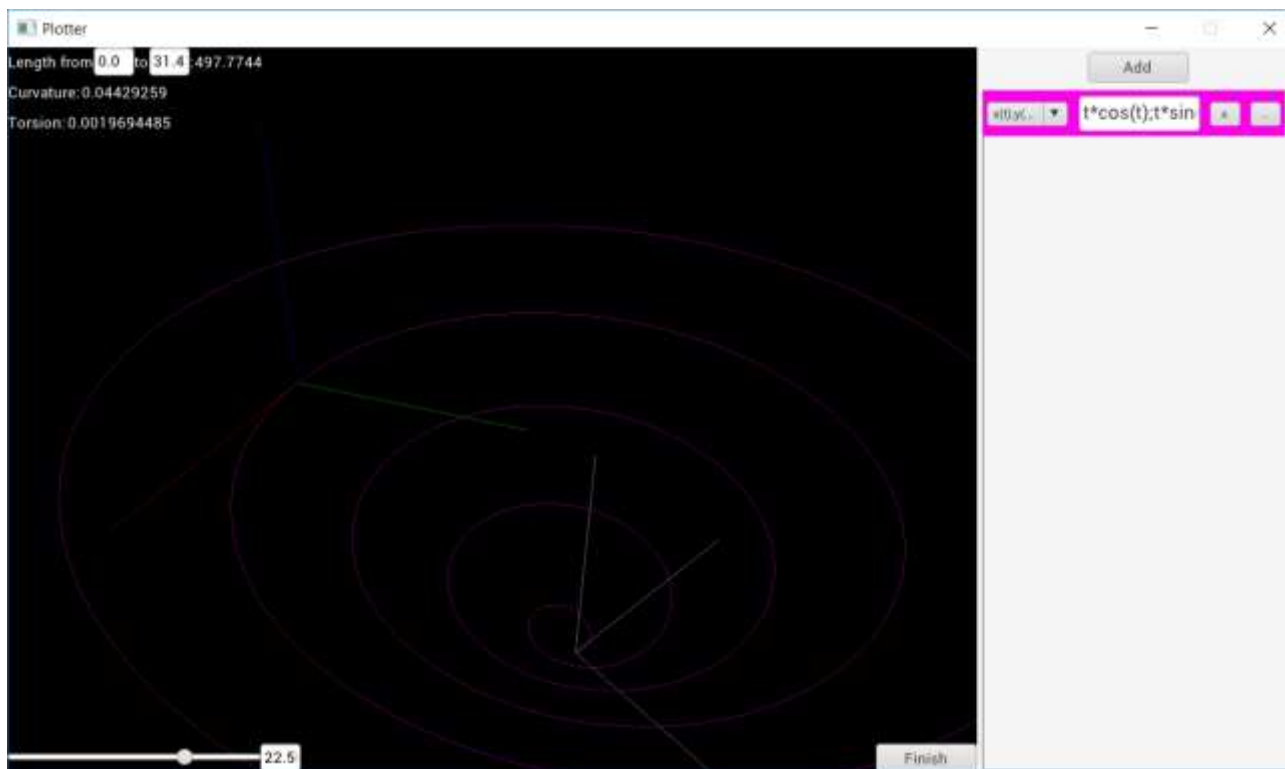 Plotter
Length from 0.0 to 31.4 :497.7744
Curvature: 0.04429259
Torsion: 0.0019694485
Add
t*cos(t);t*sin
22.5
Finish